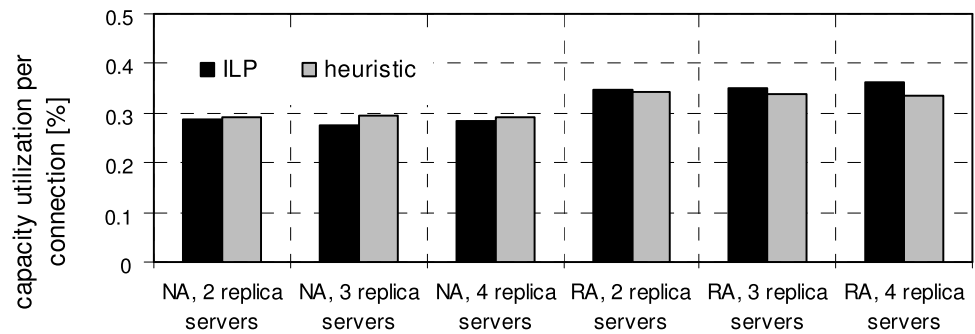 capacity utilization per
connection [%]
0.5
0.4
0.3
0.2
0.1
0
ILP
heuristic
NA, 2 replica
servers
NA, 3 replica
servers
NA, 4 replica
servers
RA, 2 replica
servers
RA, 3 replica
servers
RA, 4 replica
servers